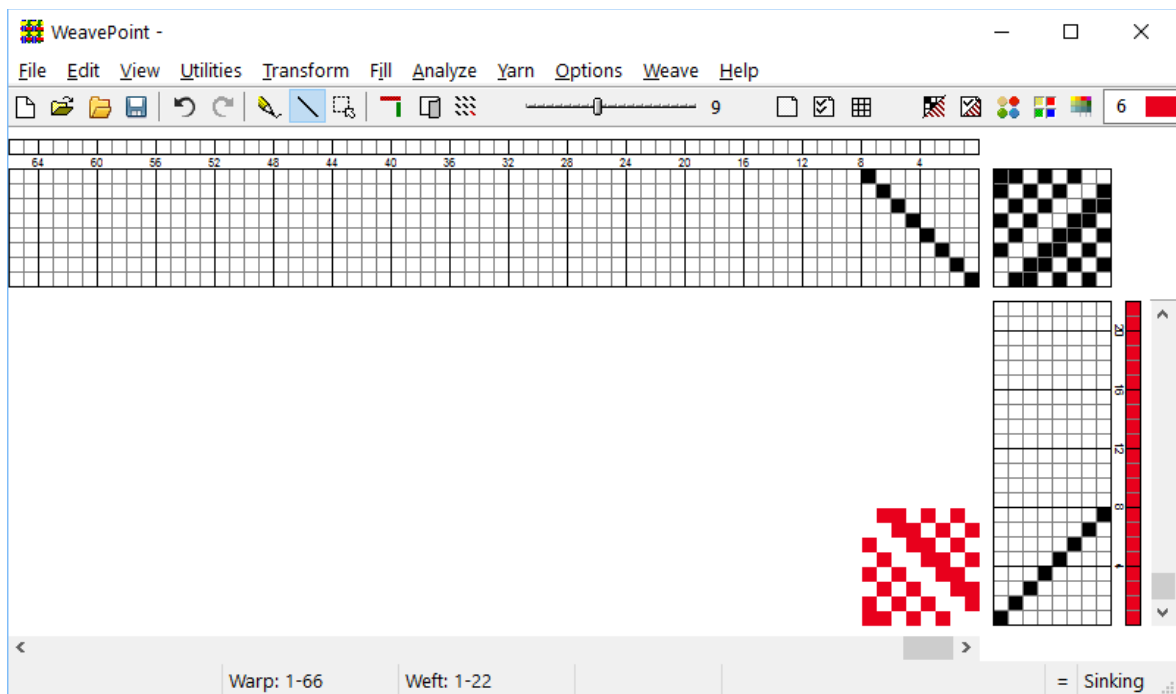 WeavePoint -
File Edit View Utilities Transform Fill Analyze Yarn Options Weave Help
9 6
64 60 56 52 48 44 40 36 32 28 24 20 16 12 8 4
20
16
12
8
4
Warp: 1-66 Weft: 1-22 = Sinking